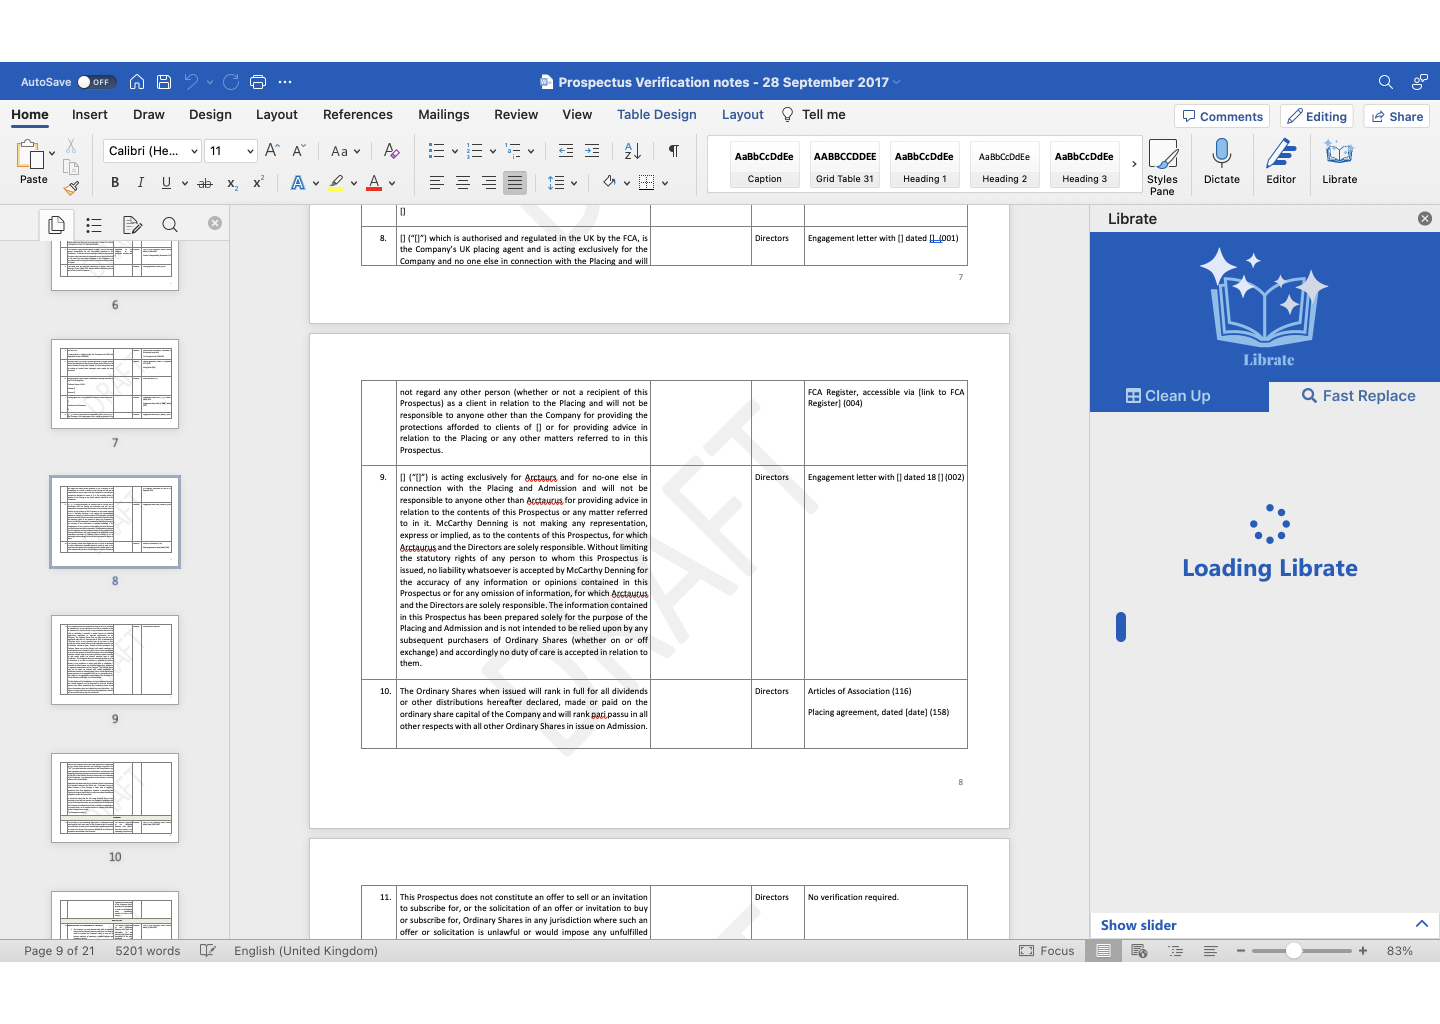 AutoSave OFF
Prospectus Verification notes - 28 September 2017
Home Insert Draw Design Layout References Mailings Review View Table Design Layout Tell me
Comments Editing Share
Paste
Calibri (He... 11
A A Aa A
B I U ab x2 x2 A A
A Z ¶
AaBbCcDdEe AABBCCDDEE AaBbCcDdEe AaBbCcDdEe AaBbCcDdEe
Caption Grid Table 31 Heading 1 Heading 2 Heading 3
Styles Pane
Dictate Editor Librate
6
7
8
9
10
[]
8. [] (“[]”) which is authorised and regulated in the UK by the FCA, is
the Company’s UK placing agent and is acting exclusively for the
Company and no one else in connection with the Placing and will
Directors
Engagement letter with [] dated [] (001)
7
not regard any other person (whether or not a recipient of this
Prospectus) as a client in relation to the Placing and will not be
responsible to anyone other than the Company for providing the
protections afforded to clients of [] or for providing advice in
relation to the Placing or any other matters referred to in this
Prospectus.
FCA Register, accessible via [link to FCA
Register] (004)
9. [] (“[]”) is acting exclusively for Arctaurs and for no-one else in
connection with the Placing and Admission and will not be
responsible to anyone other than Arctaurus for providing advice in
relation to the contents of this Prospectus or any matter referred
to in it. McCarthy Denning is not making any representation,
express or implied, as to the contents of this Prospectus, for which
Arctaurus and the Directors are solely responsible. Without limiting
the statutory rights of any person to whom this Prospectus is
issued, no liability whatsoever is accepted by McCarthy Denning for
the accuracy of any information or opinions contained in this
Prospectus or for any omission of information, for which Arctaurus
and the Directors are solely responsible. The information contained
in this Prospectus has been prepared solely for the purpose of the
Placing and Admission and is not intended to be relied upon by any
subsequent purchasers of Ordinary Shares (whether on or off
exchange) and accordingly no duty of care is accepted in relation to
them.
Directors
Engagement letter with [] dated 18 [] (002)
10. The Ordinary Shares when issued will rank in full for all dividends
or other distributions hereafter declared, made or paid on the
ordinary share capital of the Company and will rank pari passu in all
other respects with all other Ordinary Shares in issue on Admission.
Directors
Articles of Association (116)
Placing agreement, dated [date] (158)
DRAFT
8
11. This Prospectus does not constitute an offer to sell or an invitation
to subscribe for, or the solicitation of an offer or invitation to buy
or subscribe for, Ordinary Shares in any jurisdiction where such an
offer or solicitation is unlawful or would impose any unfulfilled
Directors
No verification required.
Librate
Librate
Clean Up Fast Replace
Loading Librate
Show slider
Page 9 of 21 5201 words English (United Kingdom) Focus 83%